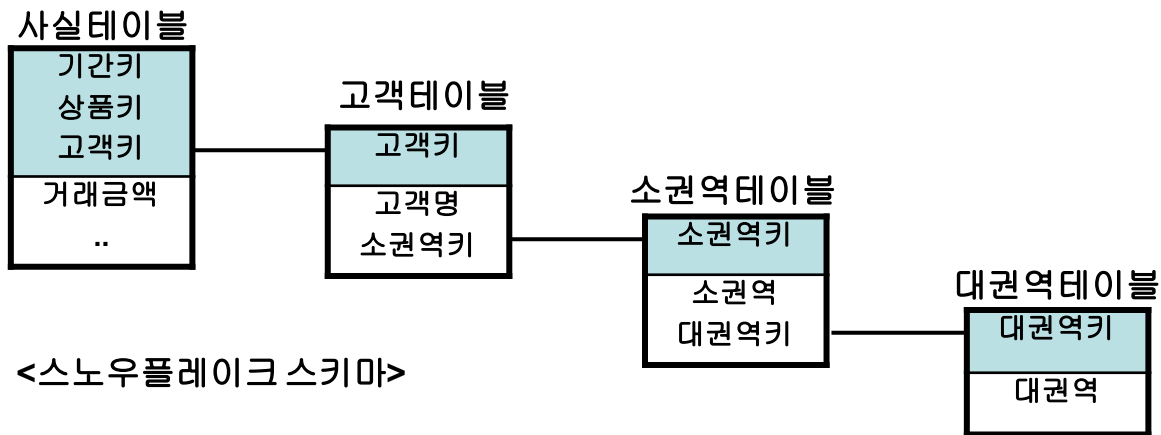 사실테이블
기간키
상품키
고객키
거래금액
..
고객테이블
고객키
고객명
소권역키
소권역테이블
소권역키
소권역
대권역키
대권역테이블
대권역키
대권역
<스노우플레이크 스키마>